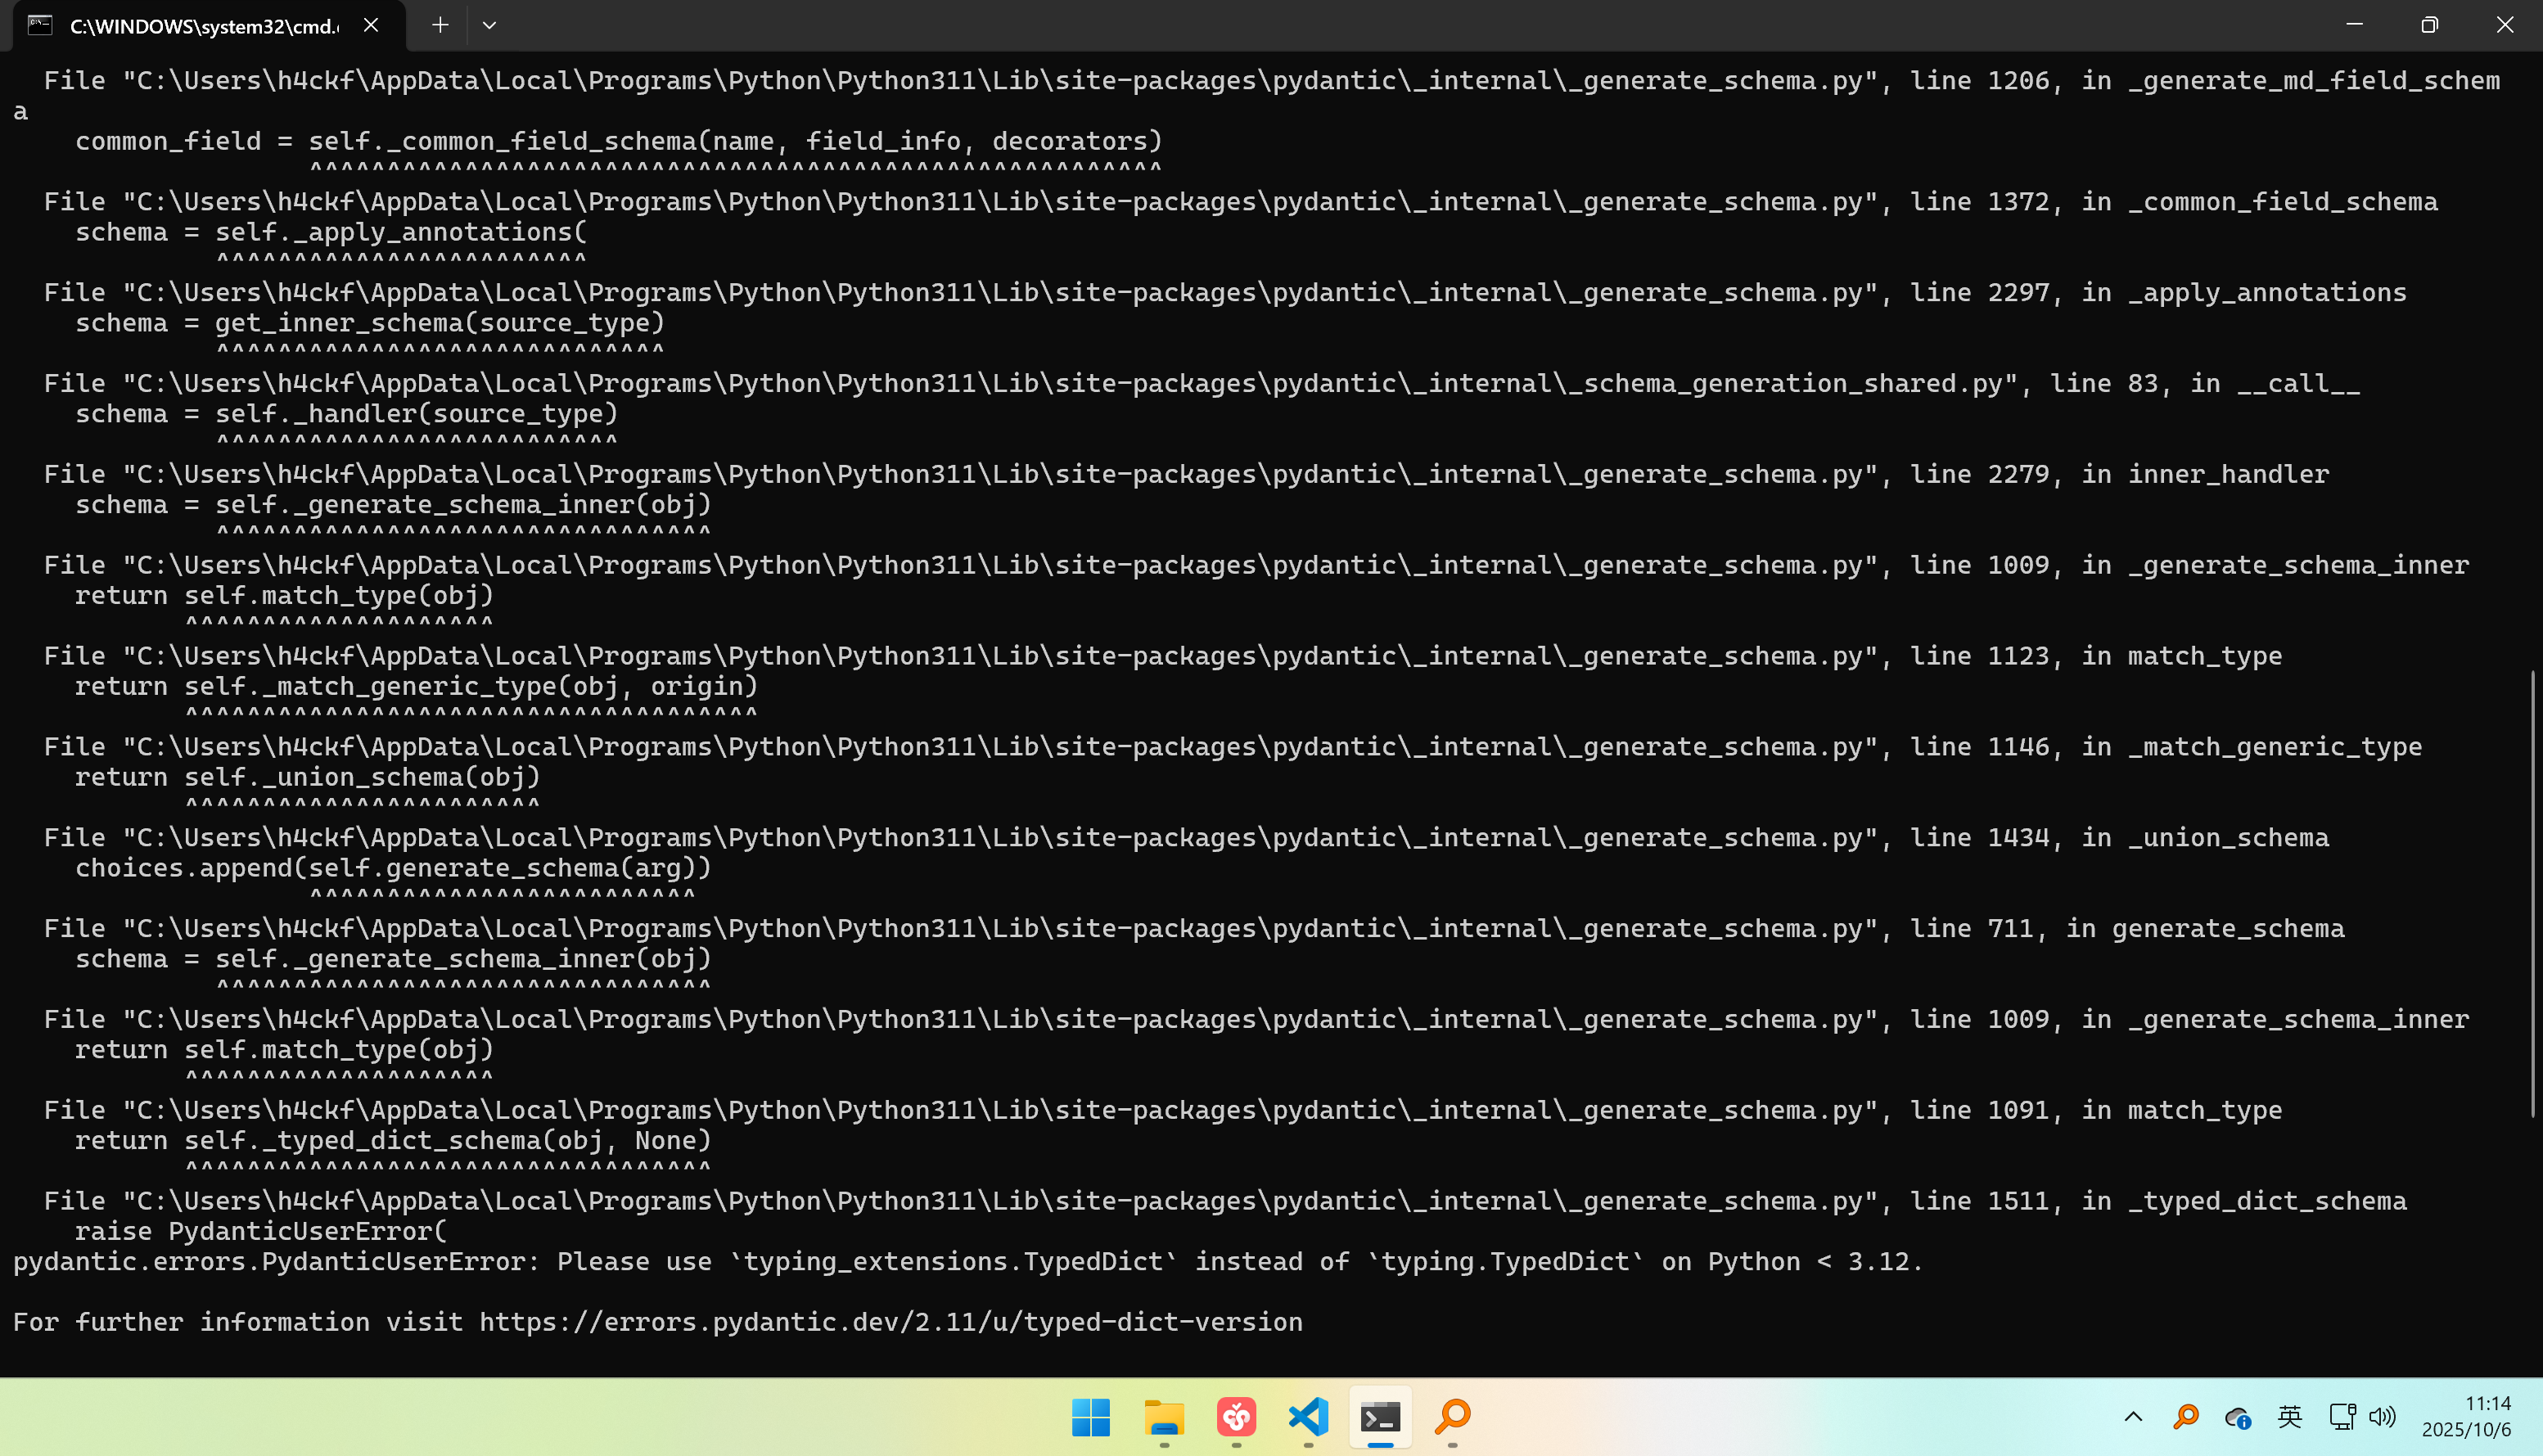 C:\WINDOWS\system32\cmd.
File "C:\Users\h4ckf\AppData\Local\Programs\Python\Python311\Lib\site-packages\pydantic\_internal\_generate_schema.py", line 1206, in _generate_md_field_schem
a
common_field = self._common_field_schema(name, field_info, decorators)
^^^^^^^^^^^^^^^^^^^^^^^^^^^^^^^^^^^^^^^^^^^^^^^^^^^^^^^
File "C:\Users\h4ckf\AppData\Local\Programs\Python\Python311\Lib\site-packages\pydantic\_internal\_generate_schema.py", line 1372, in _common_field_schema
schema = self._apply_annotations(
^^^^^^^^^^^^^^^^^^^^^^^^
File "C:\Users\h4ckf\AppData\Local\Programs\Python\Python311\Lib\site-packages\pydantic\_internal\_generate_schema.py", line 2297, in _apply_annotations
schema = get_inner_schema(source_type)
^^^^^^^^^^^^^^^^^^^^^^^^^^^^^
File "C:\Users\h4ckf\AppData\Local\Programs\Python\Python311\Lib\site-packages\pydantic\_internal\_schema_generation_shared.py", line 83, in __call__
schema = self._handler(source_type)
^^^^^^^^^^^^^^^^^^^^^^^^^^
File "C:\Users\h4ckf\AppData\Local\Programs\Python\Python311\Lib\site-packages\pydantic\_internal\_generate_schema.py", line 2279, in inner_handler
schema = self._generate_schema_inner(obj)
^^^^^^^^^^^^^^^^^^^^^^^^^^^^^^^^
File "C:\Users\h4ckf\AppData\Local\Programs\Python\Python311\Lib\site-packages\pydantic\_internal\_generate_schema.py", line 1009, in _generate_schema_inner
return self.match_type(obj)
^^^^^^^^^^^^^^^^^^^^
File "C:\Users\h4ckf\AppData\Local\Programs\Python\Python311\Lib\site-packages\pydantic\_internal\_generate_schema.py", line 1123, in match_type
return self._match_generic_type(obj, origin)
^^^^^^^^^^^^^^^^^^^^^^^^^^^^^^^^^^^^^
File "C:\Users\h4ckf\AppData\Local\Programs\Python\Python311\Lib\site-packages\pydantic\_internal\_generate_schema.py", line 1146, in _match_generic_type
return self._union_schema(obj)
^^^^^^^^^^^^^^^^^^^^^^^
File "C:\Users\h4ckf\AppData\Local\Programs\Python\Python311\Lib\site-packages\pydantic\_internal\_generate_schema.py", line 1434, in _union_schema
choices.append(self.generate_schema(arg))
^^^^^^^^^^^^^^^^^^^^^^^^^
File "C:\Users\h4ckf\AppData\Local\Programs\Python\Python311\Lib\site-packages\pydantic\_internal\_generate_schema.py", line 711, in generate_schema
schema = self._generate_schema_inner(obj)
^^^^^^^^^^^^^^^^^^^^^^^^^^^^^^^^
File "C:\Users\h4ckf\AppData\Local\Programs\Python\Python311\Lib\site-packages\pydantic\_internal\_generate_schema.py", line 1009, in _generate_schema_inner
return self.match_type(obj)
^^^^^^^^^^^^^^^^^^^^
File "C:\Users\h4ckf\AppData\Local\Programs\Python\Python311\Lib\site-packages\pydantic\_internal\_generate_schema.py", line 1091, in match_type
return self._typed_dict_schema(obj, None)
^^^^^^^^^^^^^^^^^^^^^^^^^^^^^^^^^^
File "C:\Users\h4ckf\AppData\Local\Programs\Python\Python311\Lib\site-packages\pydantic\_internal\_generate_schema.py", line 1511, in _typed_dict_schema
raise PydanticUserError(
pydantic.errors.PydanticUserError: Please use `typing_extensions.TypedDict` instead of `typing.TypedDict` on Python < 3.12.
For further information visit https://errors.pydantic.dev/2.11/u/typed-dict-version
英
11:14
2025/10/6